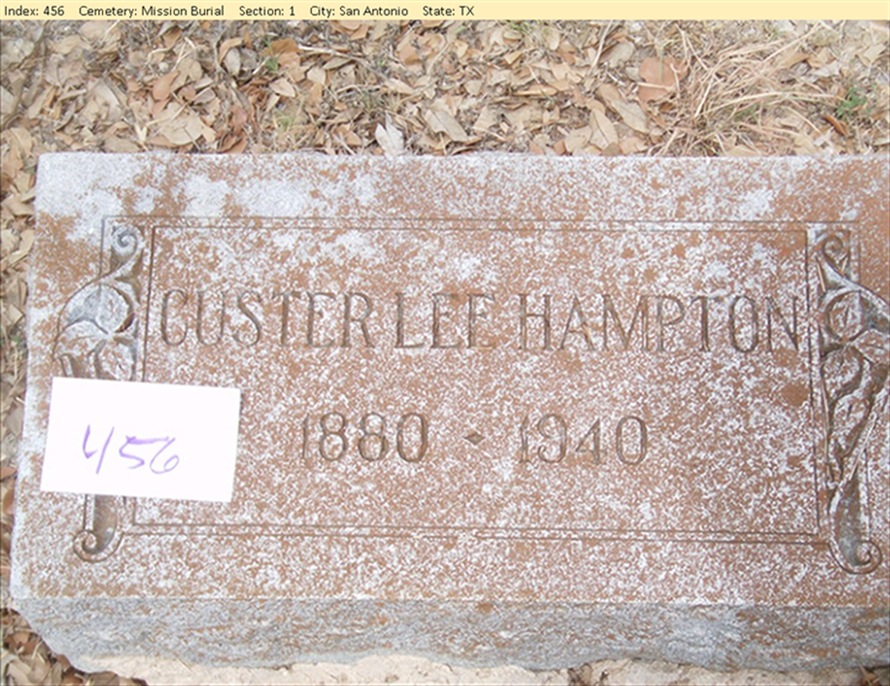 Index: 456 Cemetery: Mission Burial Section: 1 City: San Antonio State: TX
CUSTER LEE HAMPTON
1880 • 1940
456